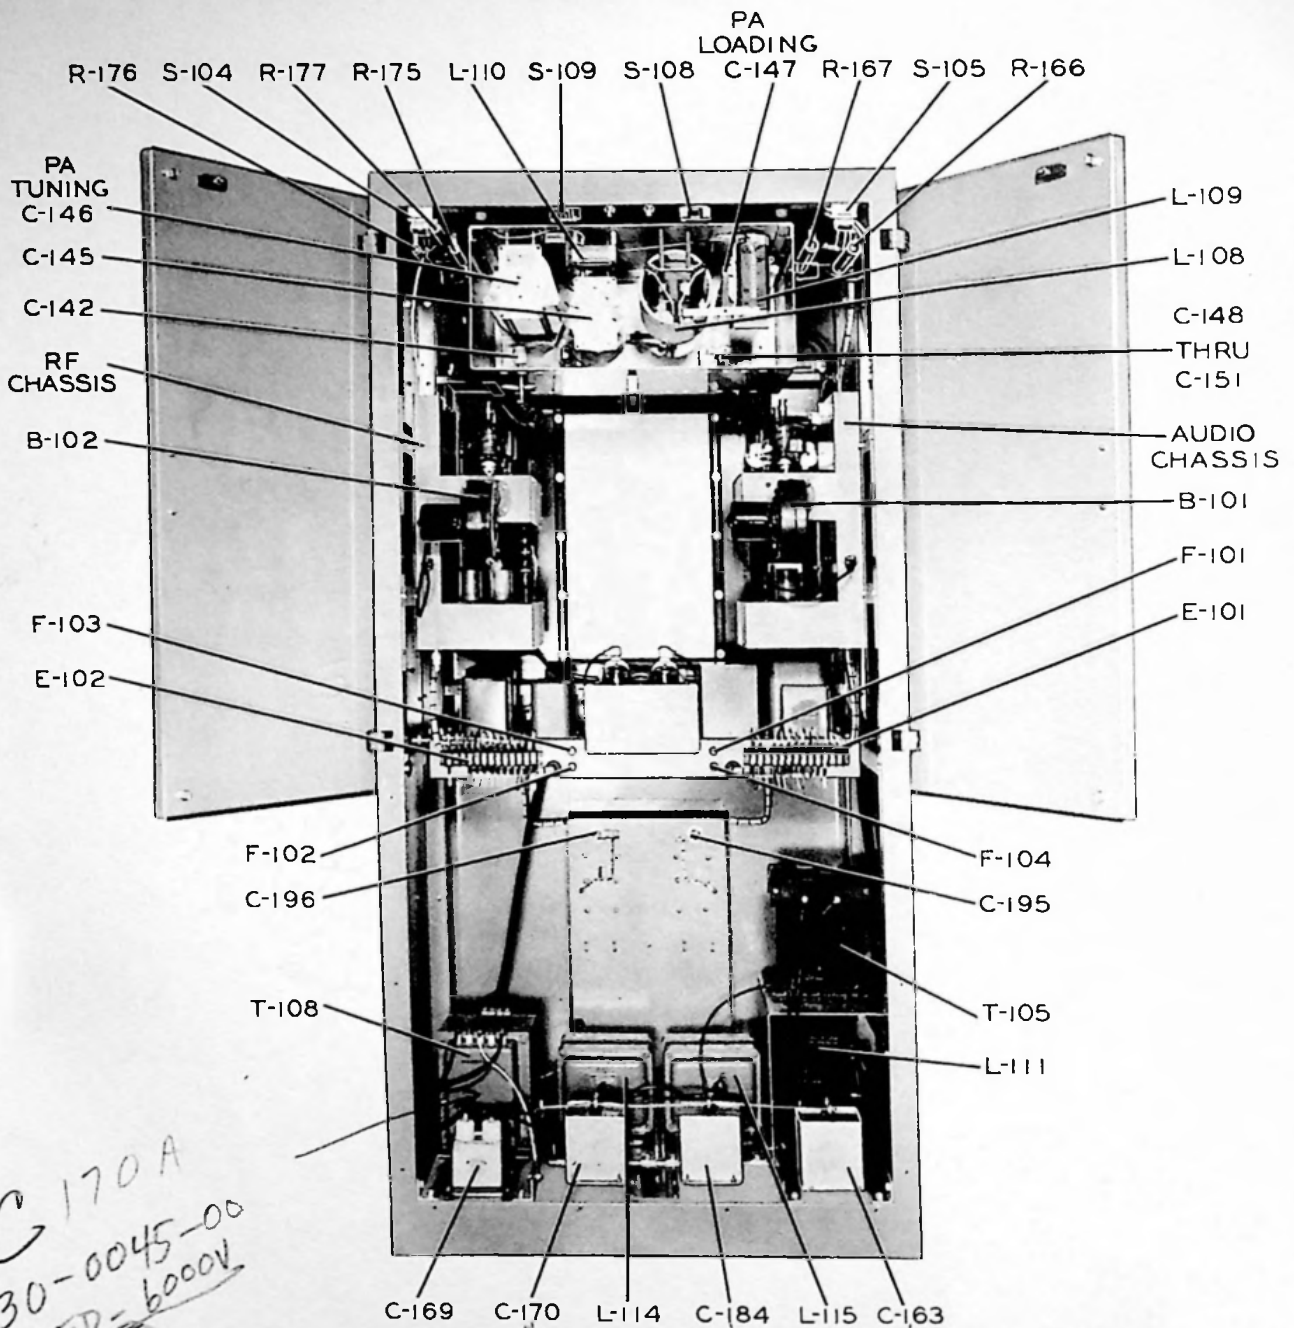 PA
LOADING
R-176 S-104 R-177 R-175 L-110 S-109 S-108 C-147 R-167 S-105 R-166
PA
TUNING
C-146
C-145
C-142
RF
CHASSIS
B-102
F-103
E-102
L-109
L-108
C-148
THRU
C-151
AUDIO
CHASSIS
B-101
F-101
E-101
F-102
C-196
F-104
C-195
T-108
T-105
L-111
C 170 A
30-0045-00
6000V
C-169 C-170 L-114 C-184 L-115 C-163